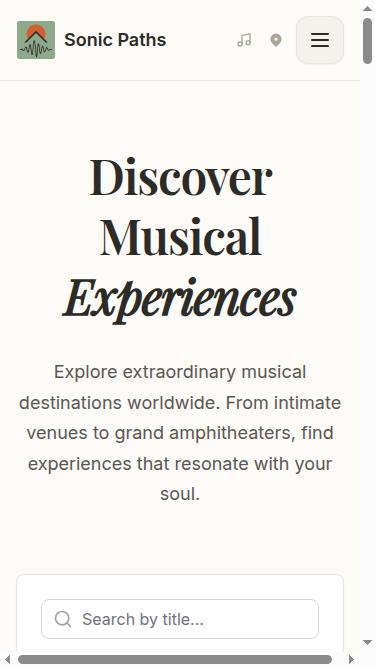 Sonic Paths
Discover
Musical
Experiences
Explore extraordinary musical
destinations worldwide. From intimate
venues to grand amphitheaters, find
experiences that resonate with your
soul.
Search by title...